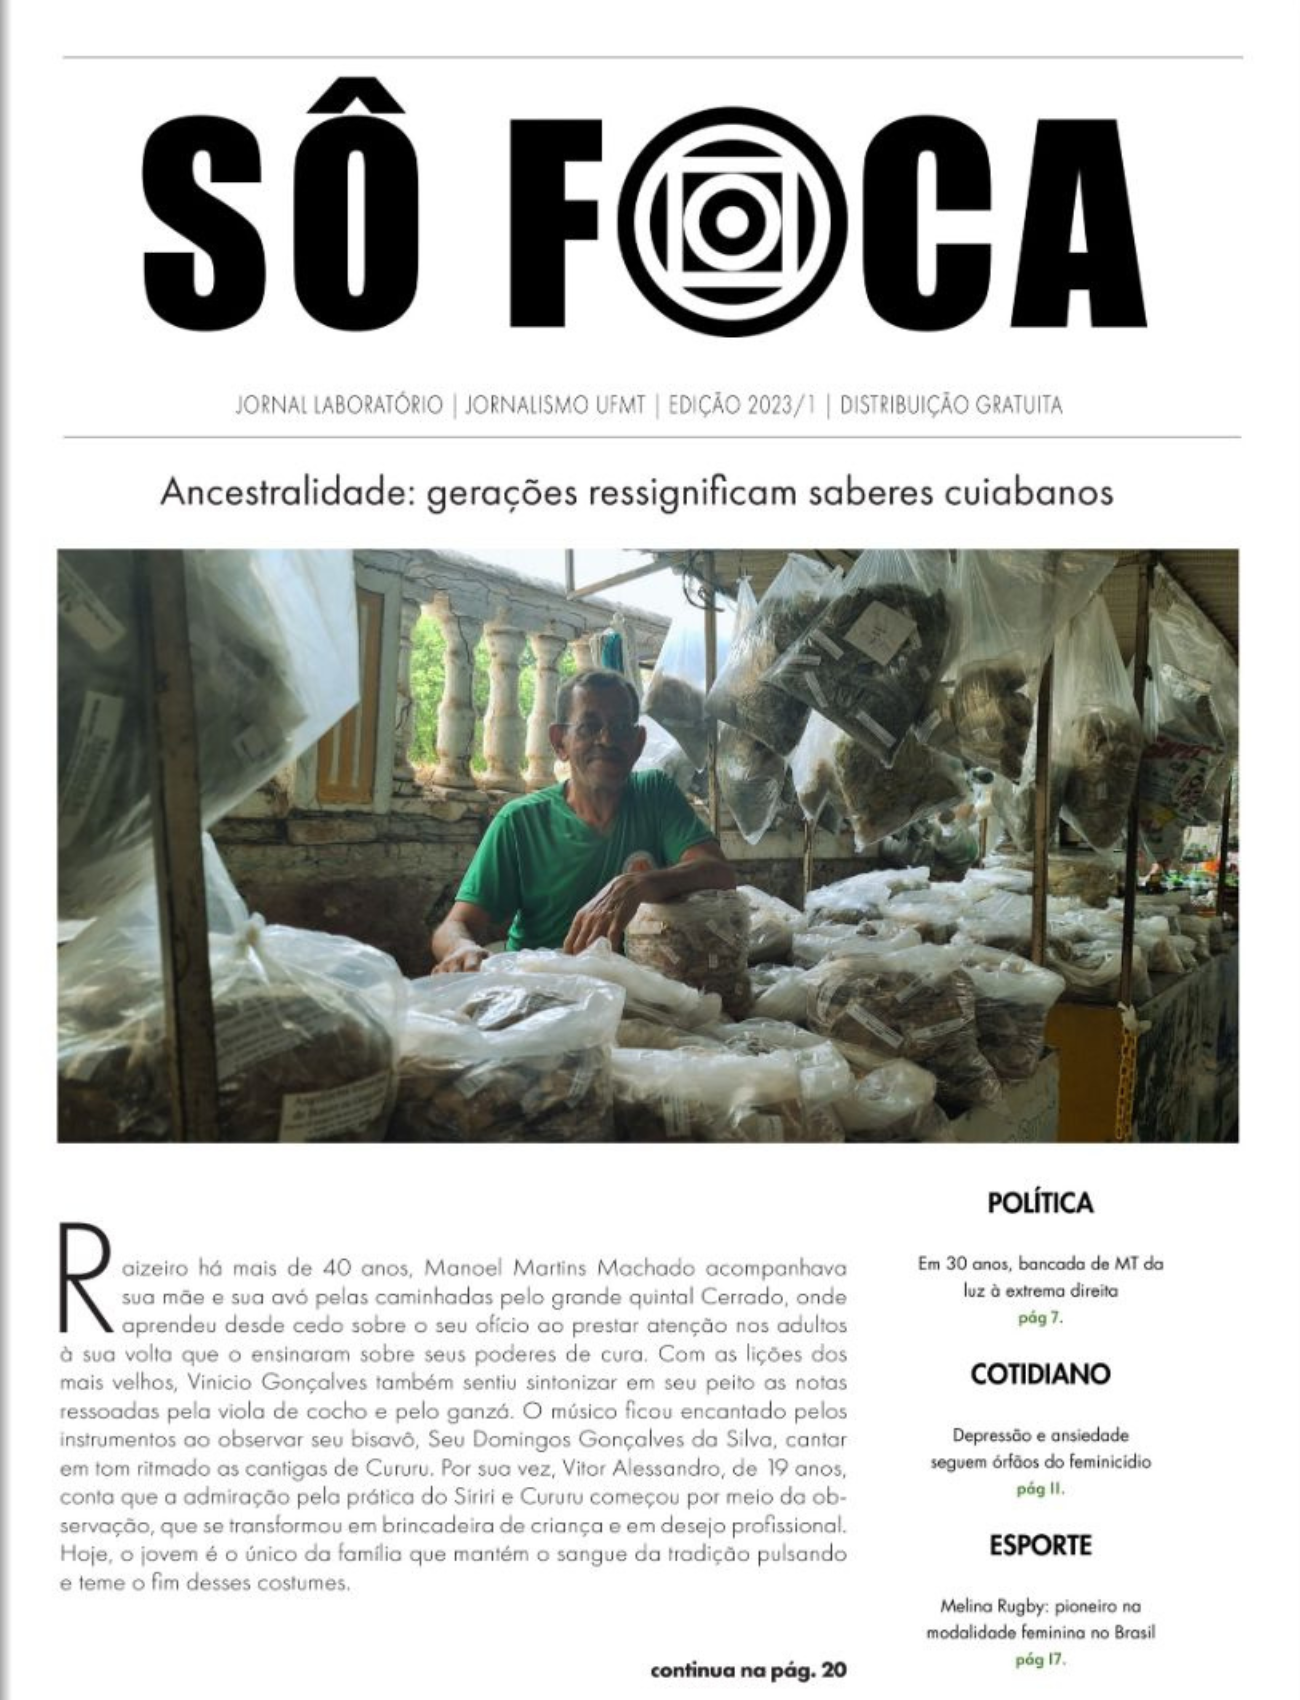 SÔ FOCA
JORNAL LABORATÓRIO | JORNALISMO UFMT | EDIÇÃO 2023/1 | DISTRIBUIÇÃO GRATUITA
Ancestralidade: gerações ressignificam saberes cuiabanos
Raizeiro há mais de 40 anos, Manoel Martins Machado acompanhava
sua mãe e sua avó pelas caminhadas pelo grande quintal Cerrado, onde
aprendeu desde cedo sobre o seu ofício ao prestar atenção nos adultos
à sua volta que o ensinaram sobre seus poderes de cura. Com as lições dos
mais velhos, Vinicio Gonçalves também sentiu sintonizar em seu peito as notas
ressoadas pela viola de cocho e pelo ganzá. O músico ficou encantado pelos
instrumentos ao observar seu bisavô, Seu Domingos Gonçalves da Silva, cantar
em tom ritmado as cantigas de Cururu. Por sua vez, Vitor Alessandro, de 19 anos,
conta que a admiração pela prática do Siriri e Cururu começou por meio da ob-
servação, que se transformou em brincadeira de criança e em desejo profissional.
Hoje, o jovem é o único da família que mantém o sangue da tradição pulsando
e teme o fim desses costumes.
continua na pág. 20
POLÍTICA
Em 30 anos, bancada de MT da
luz à extrema direita
pág 7.
COTIDIANO
Depressão e ansiedade
seguem órfãos do feminicídio
pág 11.
ESPORTE
Melina Rugby: pioneiro na
modalidade feminina no Brasil
pág 17.